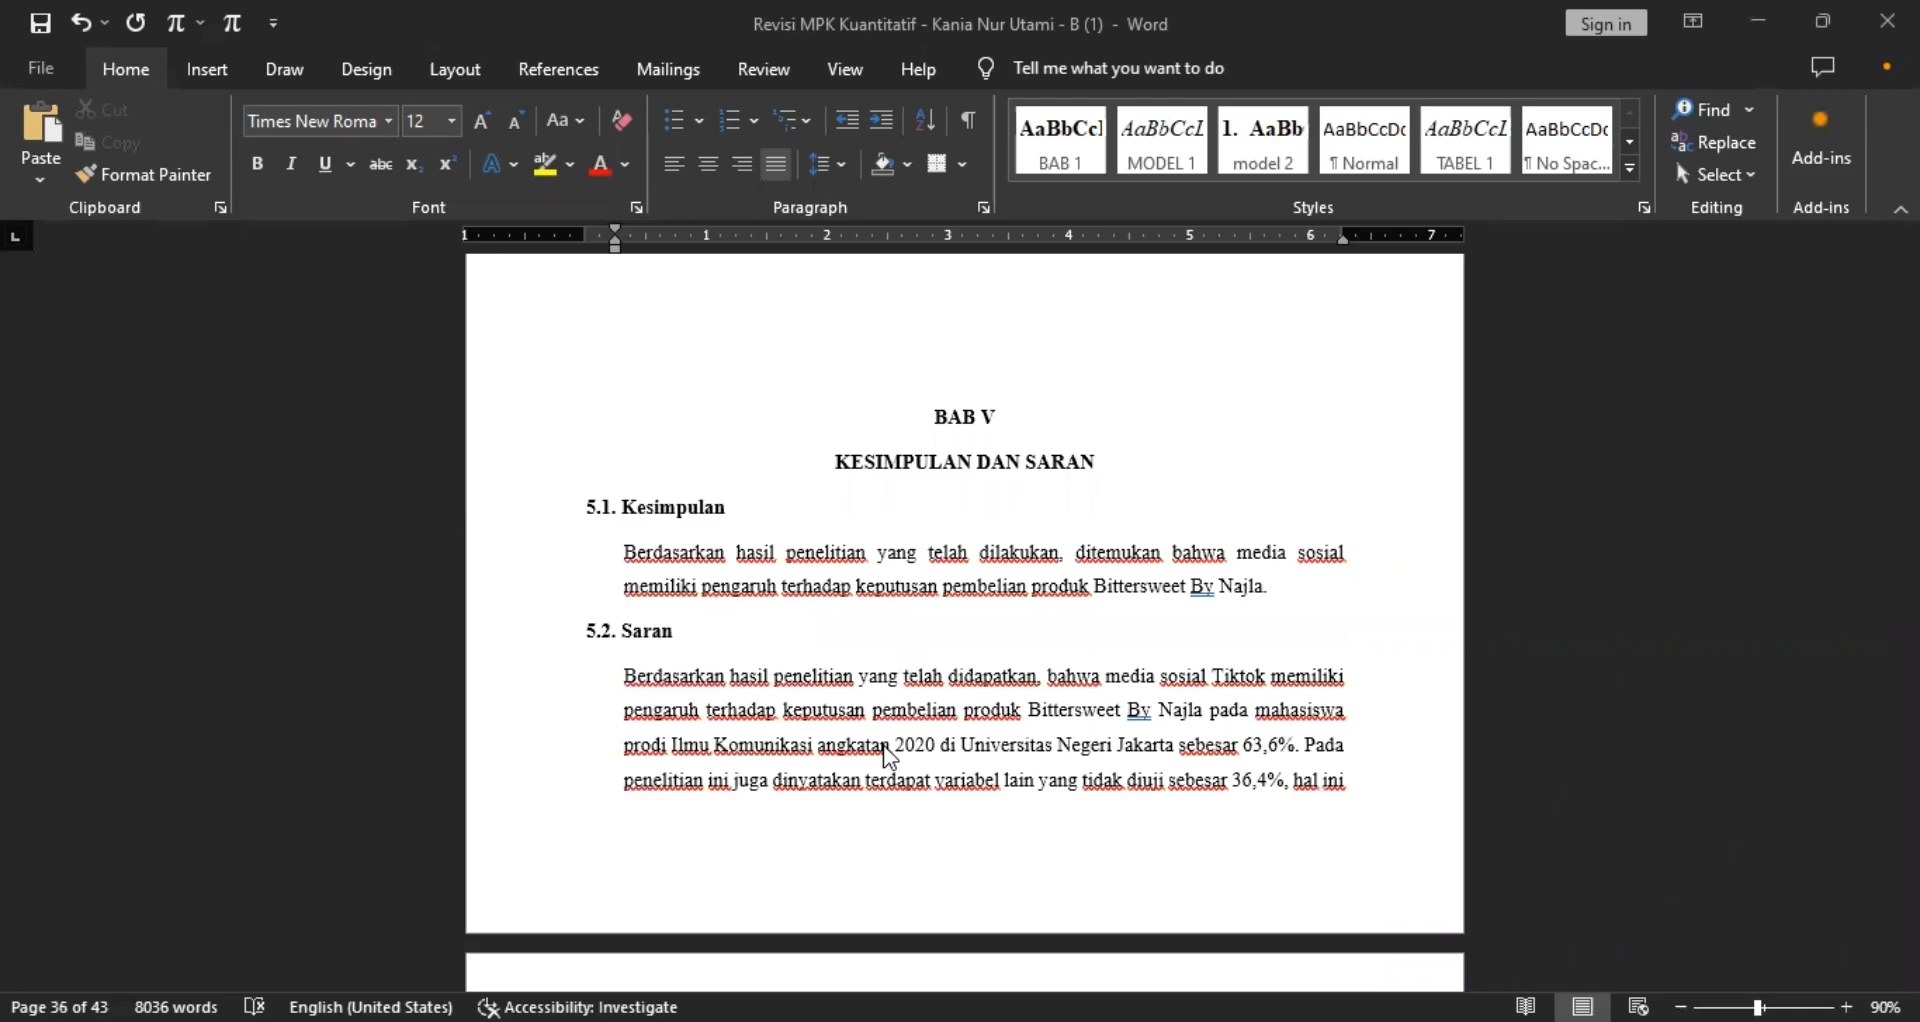 Revisi MPK Kuantitatif - Kania Nur Utami - B (1) - Word
Sign in
File Home Insert Draw Design Layout References Mailings Review View Help Tell me what you want to do
Paste
Cut
Copy
Format Painter
Clipboard
Times New Roma 12
Font
Paragraph
AaBbCcI AaBbCcI 1. AaBb AaBbCcDc AaBbCcI AaBbCcDc
BAB 1 MODEL 1 model 2 ¶ Normal TABEL 1 ¶ No Spac...
Styles
Find
Replace
Select
Editing
Add-ins
Add-ins
1 1 2 3 4 5 6 7
BAB V
KESIMPULAN DAN SARAN
5.1. Kesimpulan
Berdasarkan hasil penelitian yang telah dilakukan, ditemukan bahwa media sosial
memiliki pengaruh terhadap keputusan pembelian produk Bittersweet By Najla.
5.2. Saran
Berdasarkan hasil penelitian yang telah didapatkan, bahwa media sosial Tiktok memiliki
pengaruh terhadap keputusan pembelian produk Bittersweet By Najla pada mahasiswa
prodi Ilmu Komunikasi angkatan 2020 di Universitas Negeri Jakarta sebesar 63,6%. Pada
penelitian ini juga dinyatakan terdapat variabel lain yang tidak diuji sebesar 36,4%, hal ini
Page 36 of 43 8036 words English (United States) Accessibility: Investigate 90%